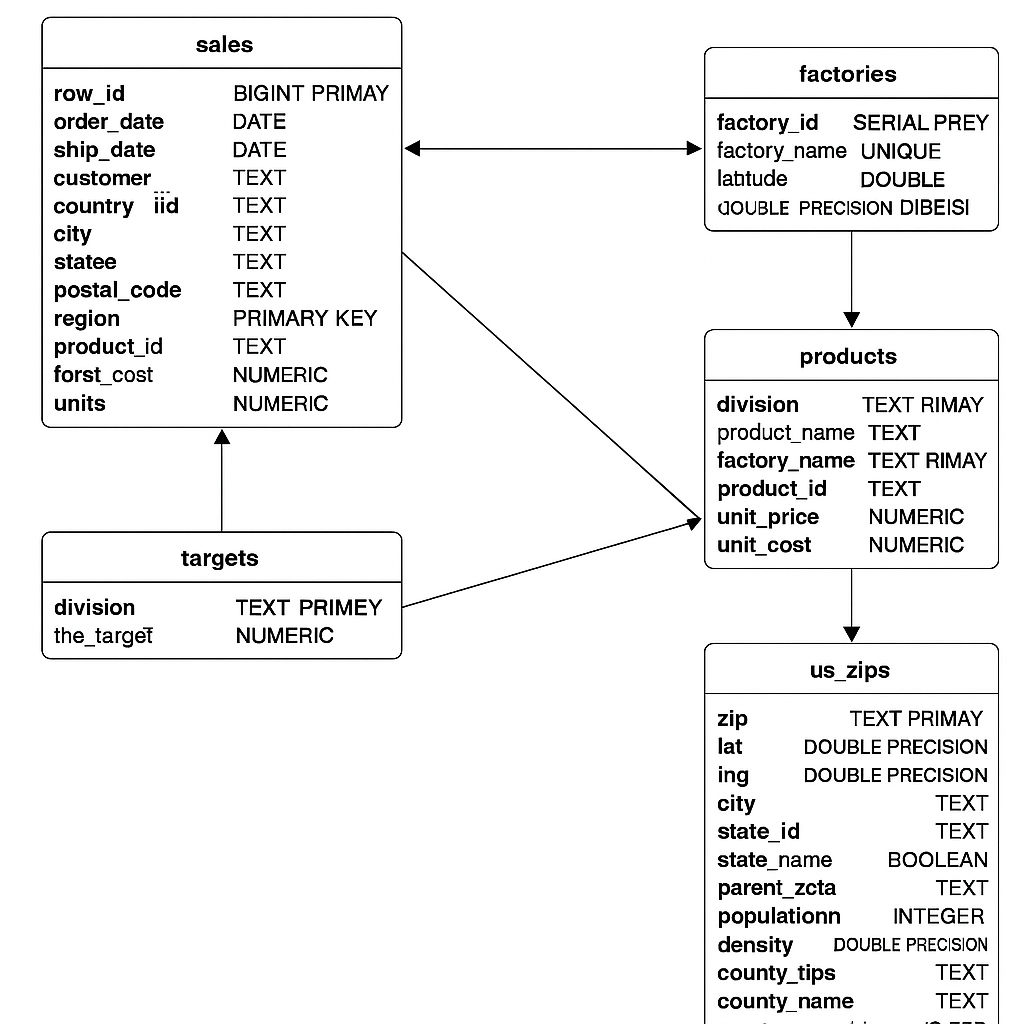 sales
row_id BIGINT PRIMAY
order_date DATE
ship_date DATE
customer TEXT
country iid TEXT
city TEXT
statee TEXT
postal_code TEXT
region PRIMARY KEY
product_id TEXT
forst_cost NUMERIC
units NUMERIC
factories
factory_id SERIAL PREY
factory_name UNIQUE
latitude DOUBLE
DOUBLE PRECISION DIBEISI
products
division TEXT RIMAY
product_name TEXT
factory_name TEXT RIMAY
product_id TEXT
unit_price NUMERIC
unit_cost NUMERIC
targets
division TEXT PRIMEY
the_target NUMERIC
us_zips
zip TEXT PRIMAY
lat DOUBLE PRECISION
ing DOUBLE PRECISION
city TEXT
state_id TEXT
state_name BOOLEAN
parent_zcta TEXT
populationn INTEGER
density DOUBLE PRECISION
county_tips TEXT
county_name TEXT